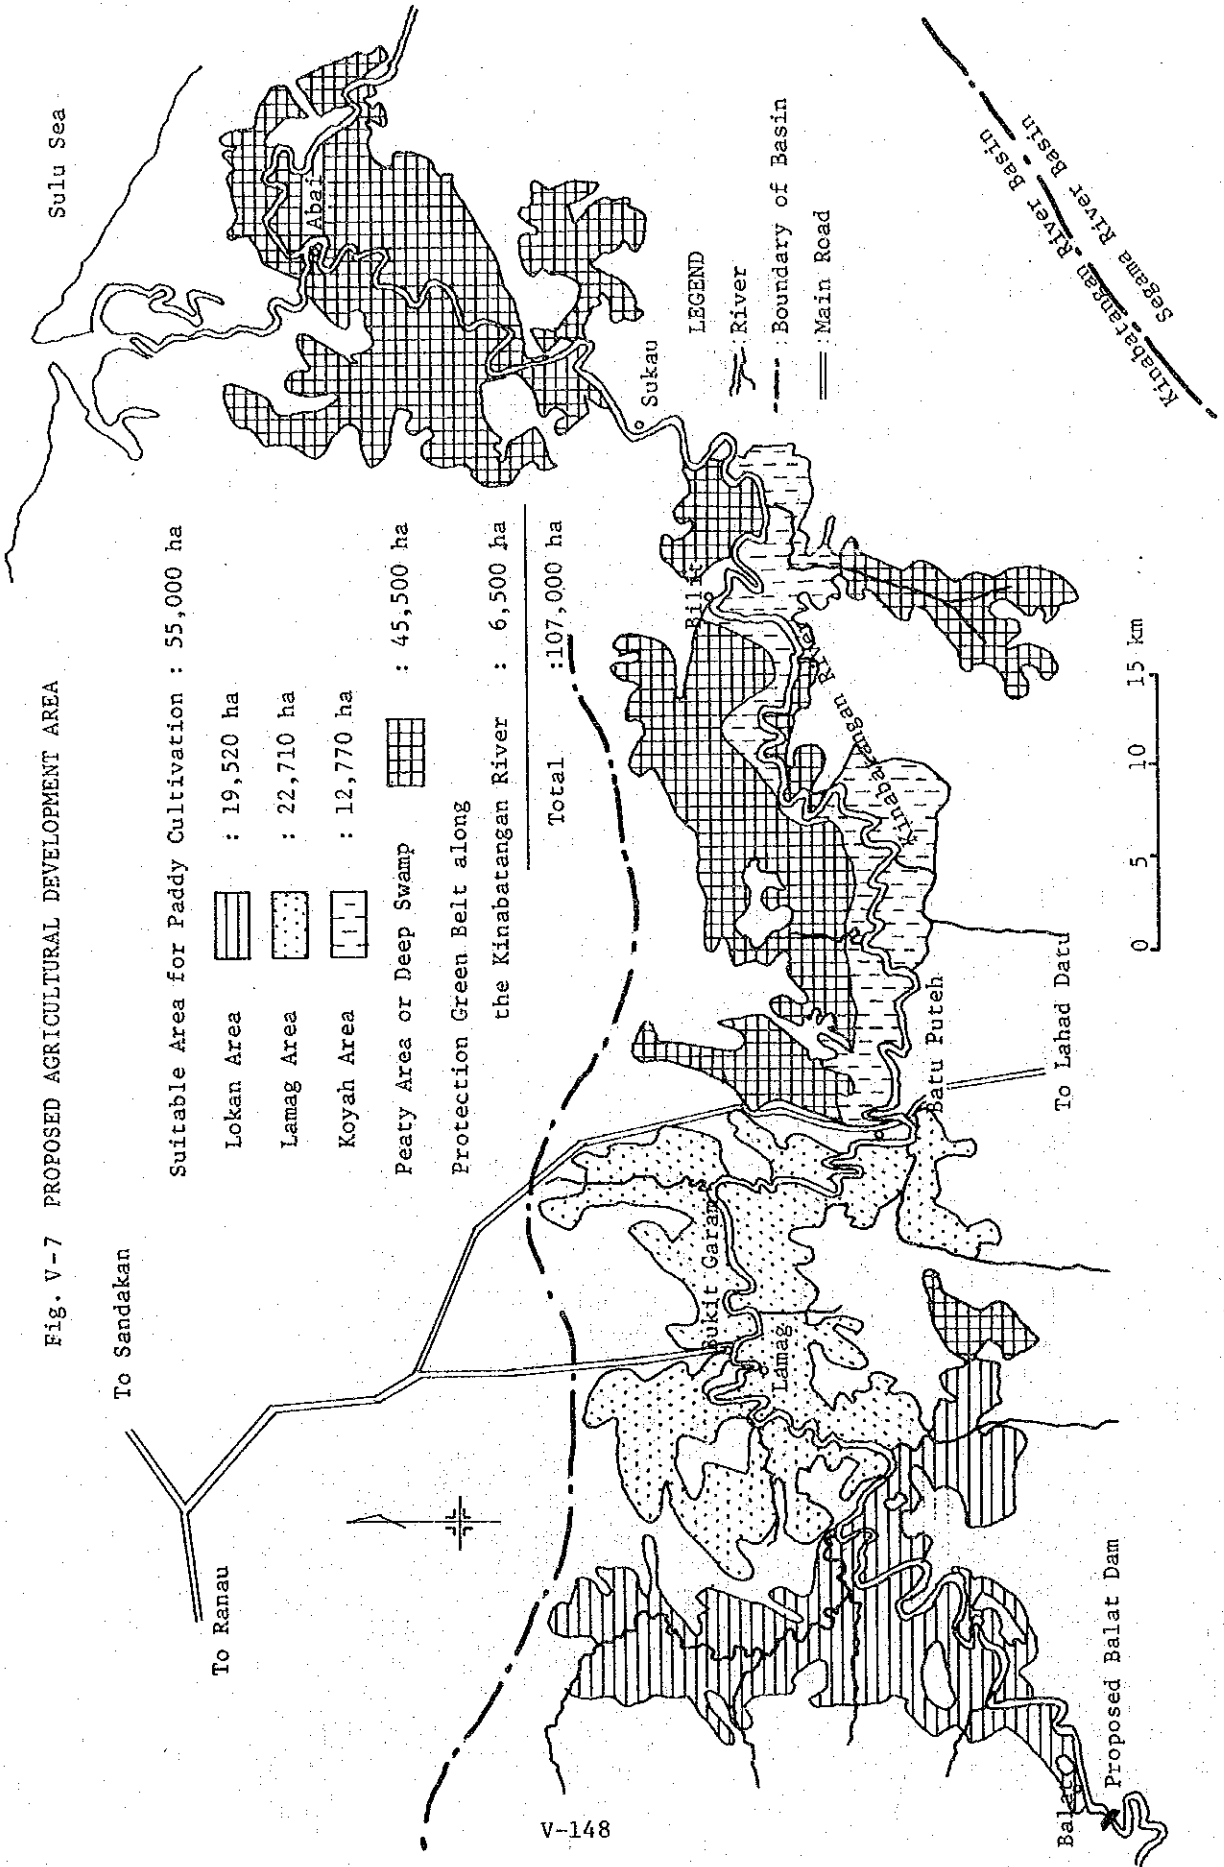 Fig. V-7 PROPOSED AGRICULTURAL DEVELOPMENT AREA
To Sandakan
To Ranau
Sulu Sea
Suitable Area for Paddy Cultivation : 55,000 ha
Lokan Area : 19,520 ha
Lamag Area : 22,710 ha
Koyah Area : 12,770 ha
Peaty Area or Deep Swamp : 45,500 ha
Protection Green Belt along
the Kinabatangan River : 6,500 ha
Total :107,000 ha
Abai
Sukau
LEGEND
: River
: Boundary of Basin
: Main Road
Kinabatangan River Basin
Segama River Basin
Bilit
Kinabatangan River
Bukit Garam
Lamag
Batu Puteh
To Lahad Datu
Balat
Proposed Balat Dam
0 5 10 15 km
V-148